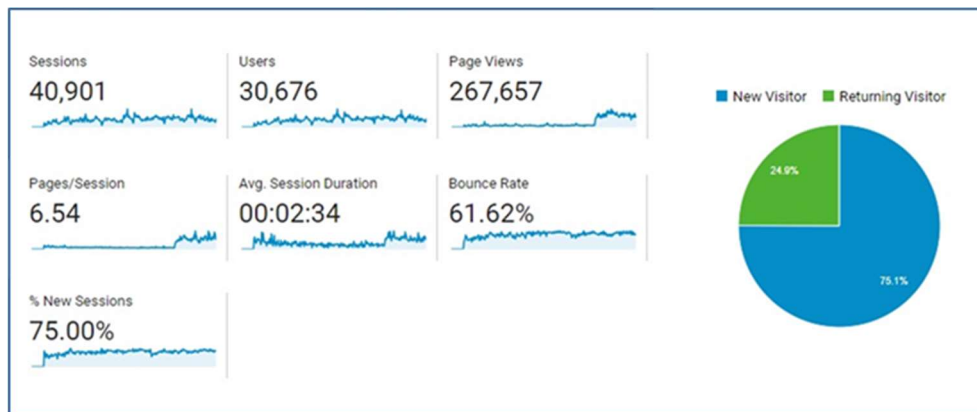 Sessions
40,901
Users
30,676
Page Views
267,657
Pages/Session
6.54
Avg. Session Duration
00:02:34
Bounce Rate
61.62%
% New Sessions
75.00%
New Visitor
Returning Visitor
24.9%
75.1%